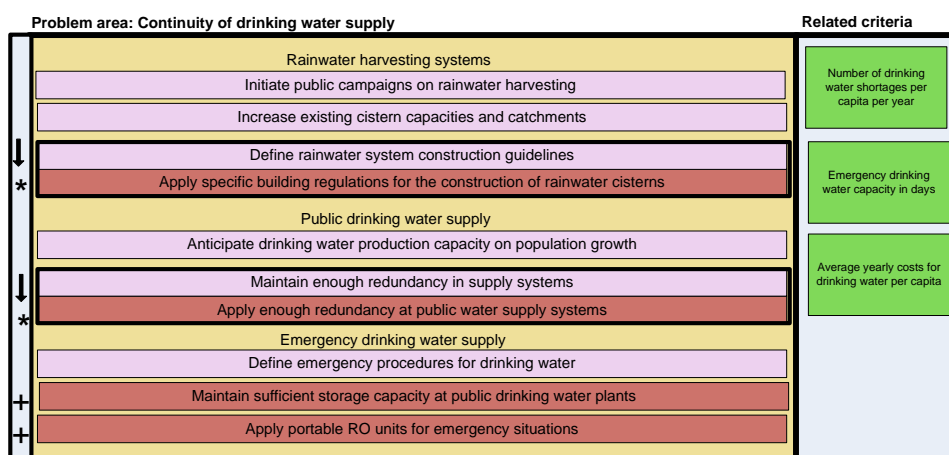 Problem area: Continuity of drinking water supply
Related criteria
Rainwater harvesting systems
Initiate public campaigns on rainwater harvesting
Increase existing cistern capacities and catchments
Define rainwater system construction guidelines
*
Apply specific building regulations for the construction of rainwater cisterns
Public drinking water supply
Anticipate drinking water production capacity on population growth
Maintain enough redundancy in supply systems
*
Apply enough redundancy at public water supply systems
Emergency drinking water supply
Define emergency procedures for drinking water
+
Maintain sufficient storage capacity at public drinking water plants
+
Apply portable RO units for emergency situations
Number of drinking
water shortages per
capita per year
Emergency drinking
water capacity in days
Average yearly costs for
drinking water per capita